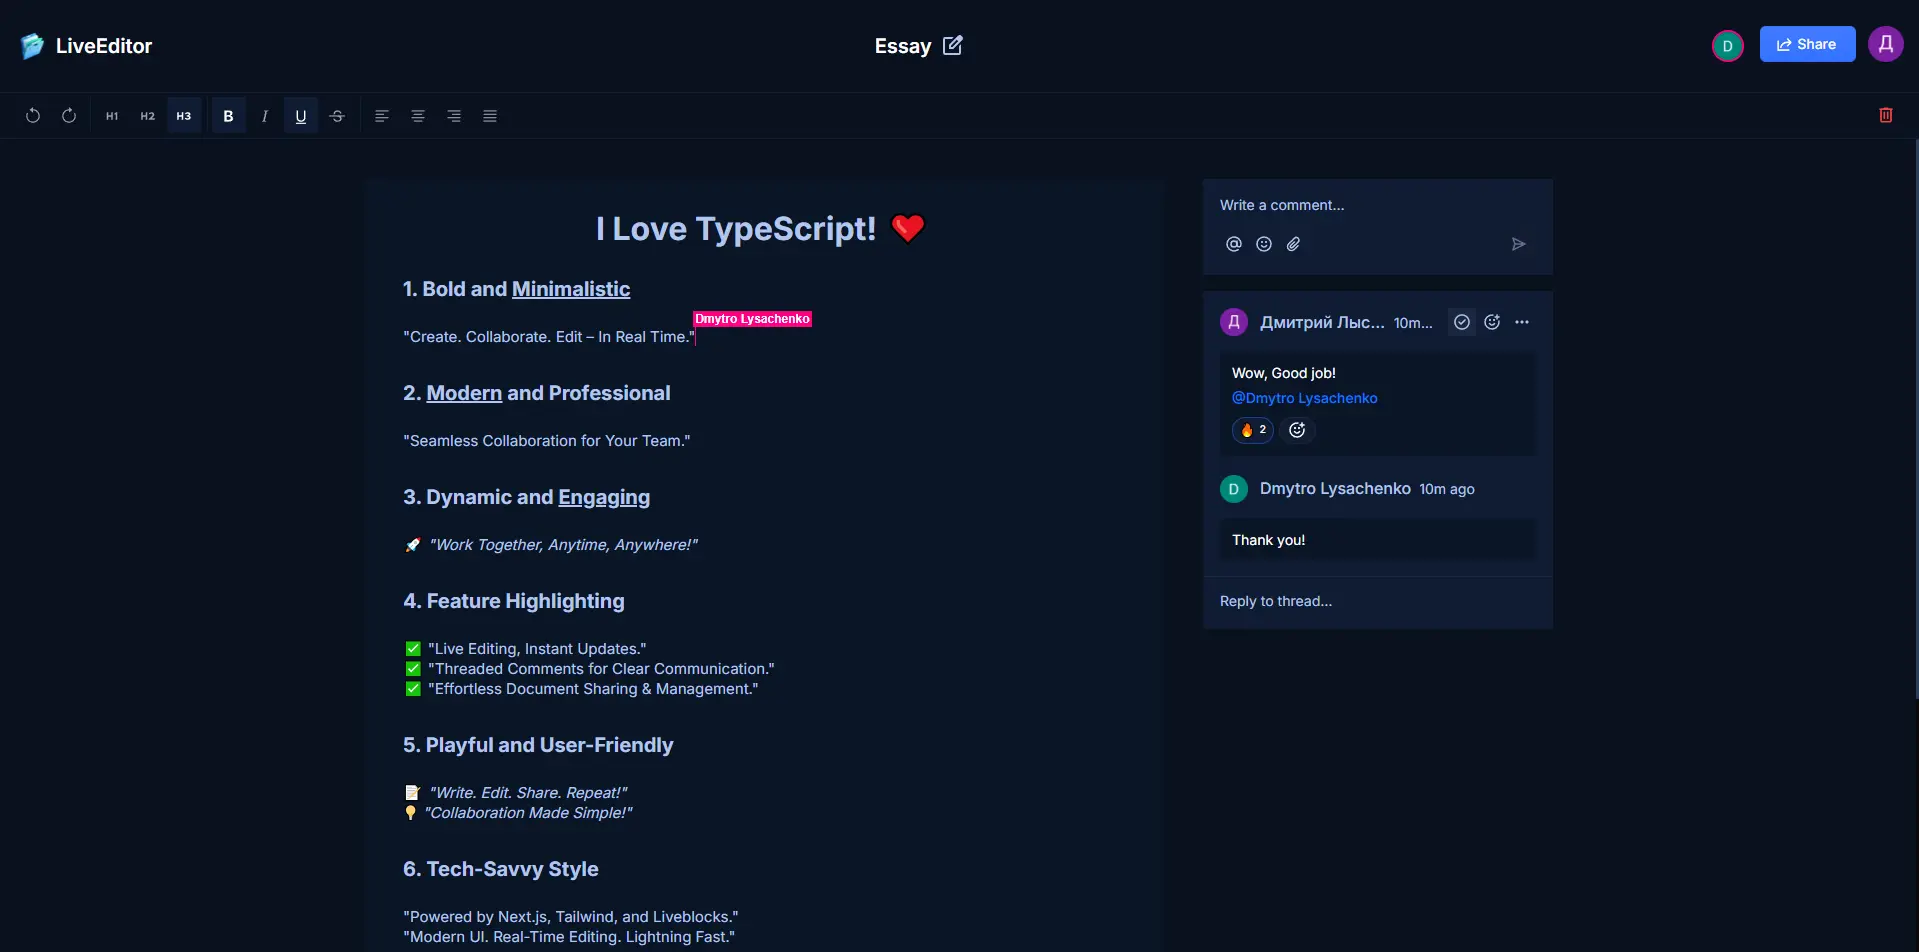 LiveEditor
Essay
D
Share
Д
H1 H2 H3 B I U S
I Love TypeScript! ❤️
1. Bold and Minimalistic
Dmytro Lysachenko
"Create. Collaborate. Edit – In Real Time."
2. Modern and Professional
"Seamless Collaboration for Your Team."
3. Dynamic and Engaging
🚀 "Work Together, Anytime, Anywhere!"
4. Feature Highlighting
✅ "Live Editing, Instant Updates."
✅ "Threaded Comments for Clear Communication."
✅ "Effortless Document Sharing & Management."
5. Playful and User-Friendly
📝 "Write. Edit. Share. Repeat!"
💡 "Collaboration Made Simple!"
6. Tech-Savvy Style
"Powered by Next.js, Tailwind, and Liveblocks."
"Modern UI. Real-Time Editing. Lightning Fast."
Write a comment...
@
Д Дмитрий Лыс... 10m...
Wow, Good job!
@Dmytro Lysachenko
🔥 2
D Dmytro Lysachenko 10m ago
Thank you!
Reply to thread...